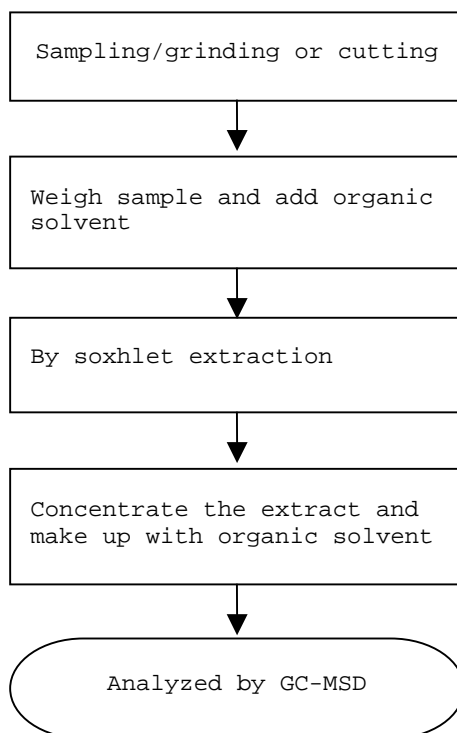 Sampling/grinding or cutting
Weigh sample and add organic
solvent
By soxhlet extraction
Concentrate the extract and
make up with organic solvent
Analyzed by GC-MSD